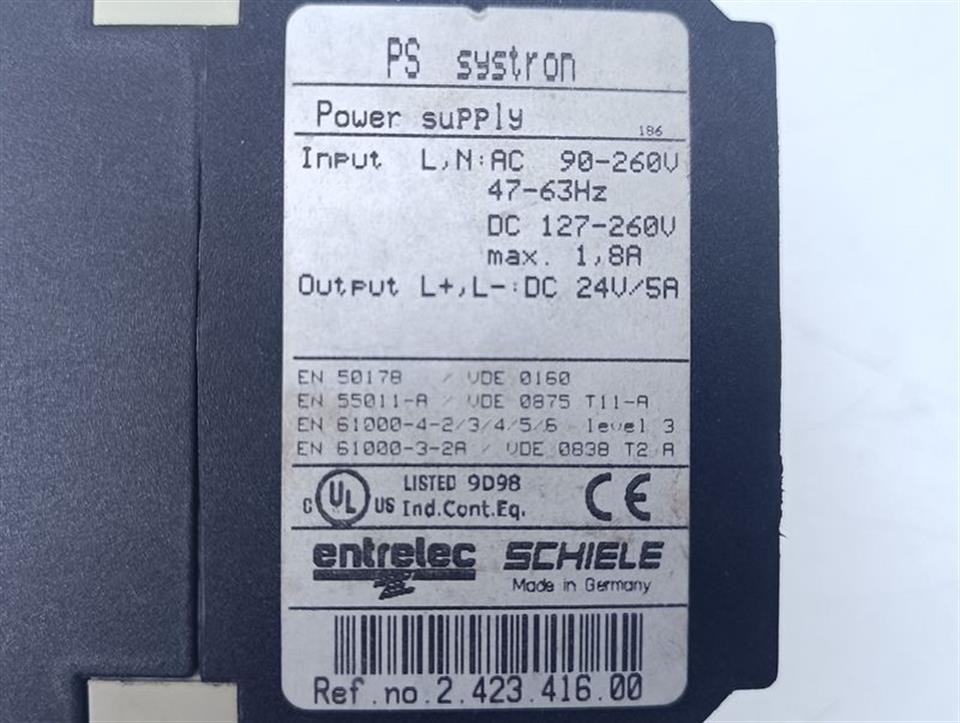 PS systron
Power supply 186
Input L,N:AC 90-260V
47-63Hz
DC 127-260V
max. 1,8A
Output L+,L-:DC 24V/5A
EN 50178 / VDE 0160
EN 55011-A / VDE 0875 T11-A
EN 61000-4-2/3/4/5/6 level 3
EN 61000-3-2A / VDE 0838 T2 A
C UL US LISTED 9D98
Ind.Cont.Eq. CE
entrelec SCHIELE
Made in Germany
Ref.no.2.423.416.00